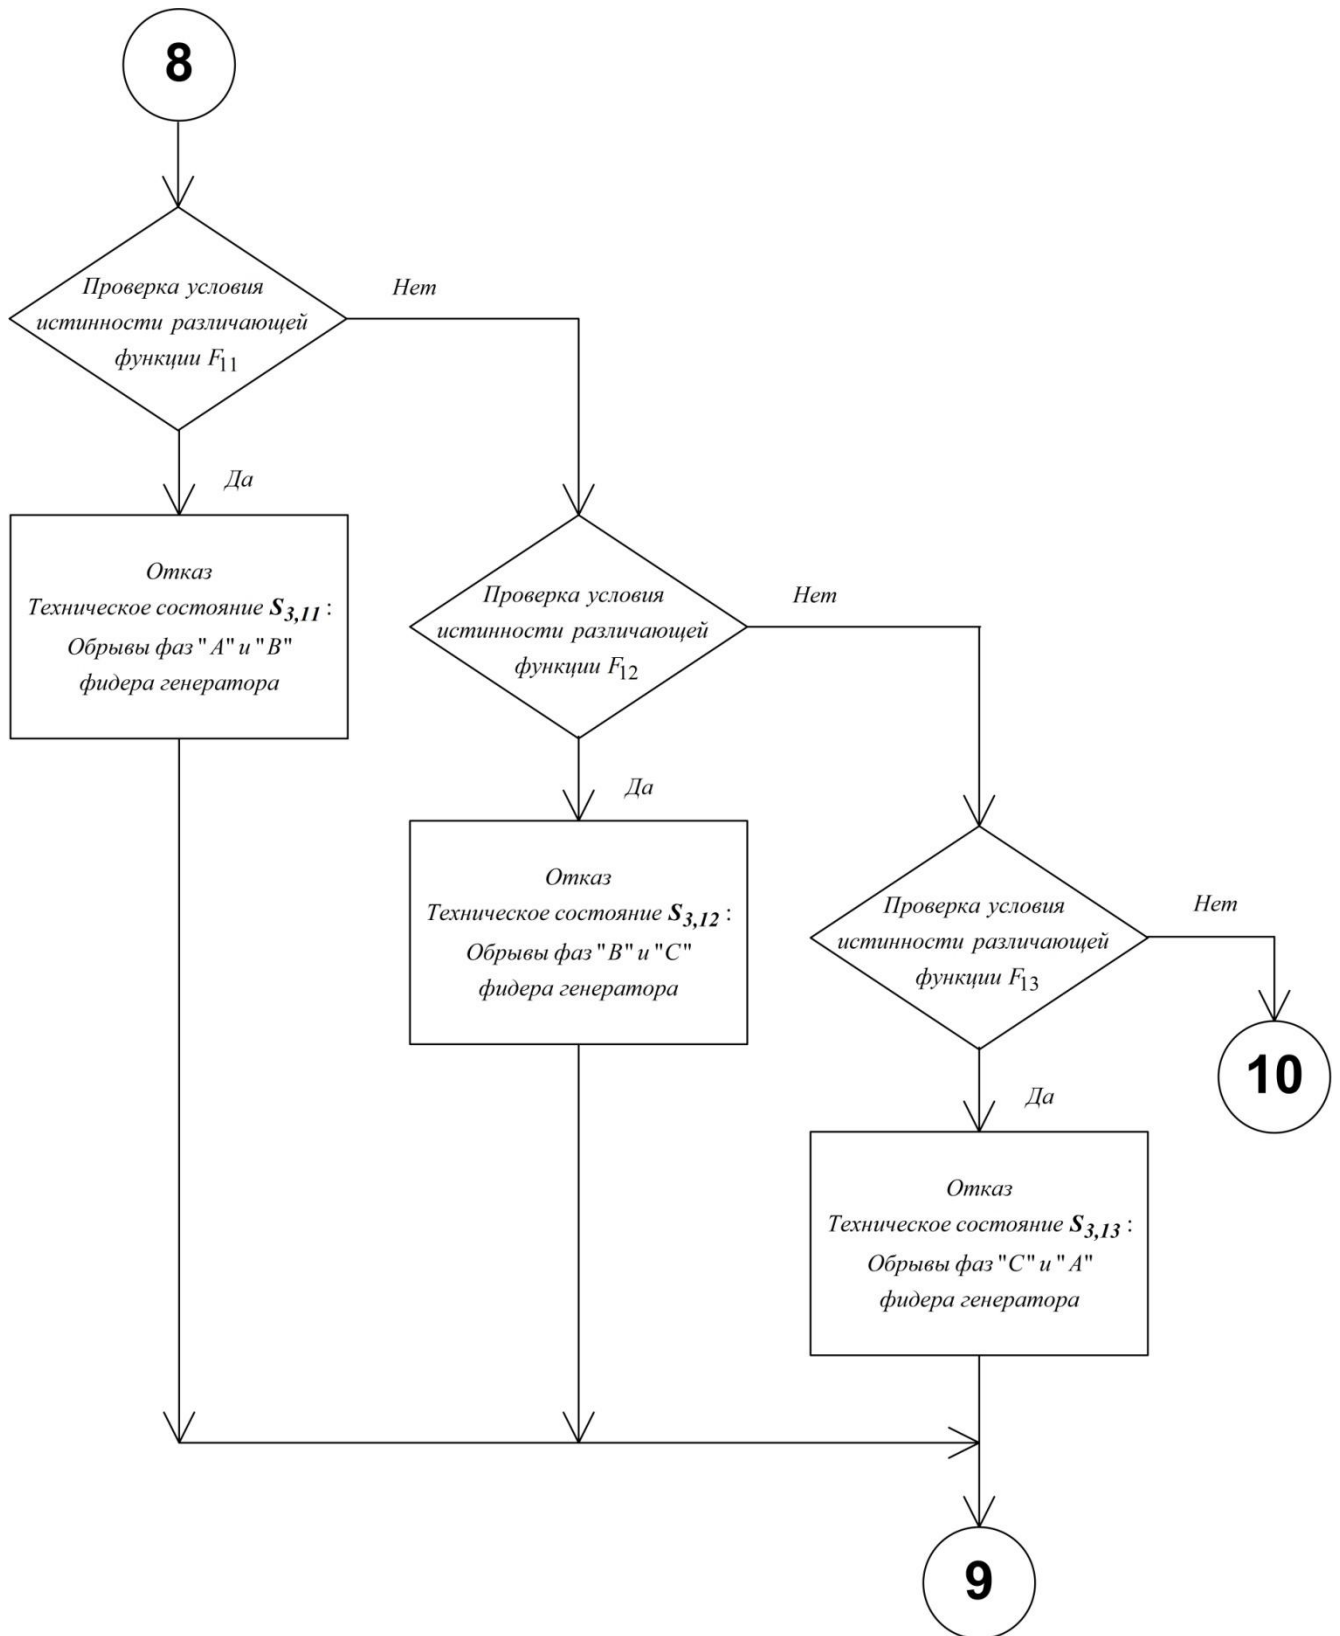 8
Проверка условия
истинности различающей
функции F11
Нет
Да
Отказ
Техническое состояние S3,11 :
Обрывы фаз "А" и "В"
фидера генератора
Проверка условия
истинности различающей
функции F12
Нет
Да
Отказ
Техническое состояние S3,12 :
Обрывы фаз "В" и "С"
фидера генератора
Проверка условия
истинности различающей
функции F13
Нет
10
Да
Отказ
Техническое состояние S3,13 :
Обрывы фаз "С" и "А"
фидера генератора
9